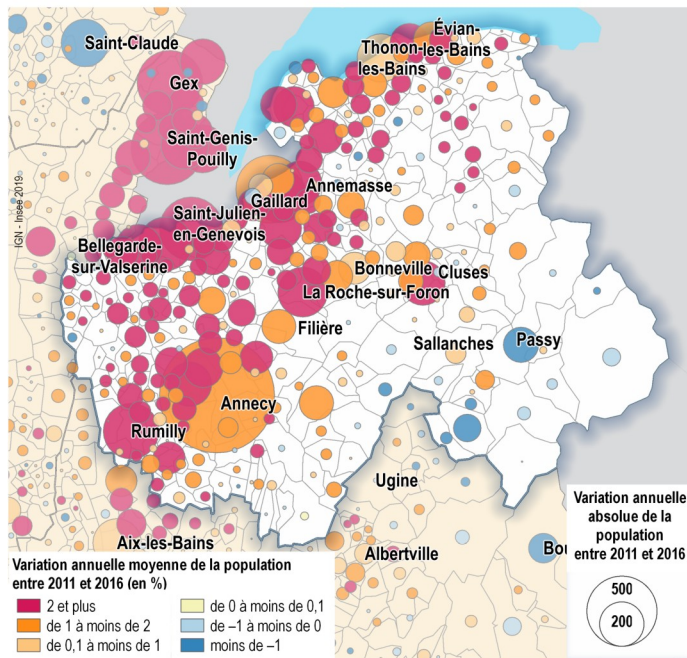 Saint-Claude
Évian-
Thonon-les-Bains
les-Bains
Gex
Saint-Genis-
Pouilly
Annemasse
Gaillard
Saint-Julien-
en-Genevois
IGN - Insee 2019
Bellegarde-
sur-Valserine
Bonneville
Cluses
La Roche-sur-Foron
Filière
Sallanches
Passy
Annecy
Rumilly
Ugine
Aix-les-Bains
Albertville
Bou
Variation annuelle
absolue de la
population
entre 2011 et 2016
500
200
Variation annuelle moyenne de la population
entre 2011 et 2016 (en %)
2 et plus
de 1 à moins de 2
de 0,1 à moins de 1
de 0 à moins de 0,1
de –1 à moins de 0
moins de –1